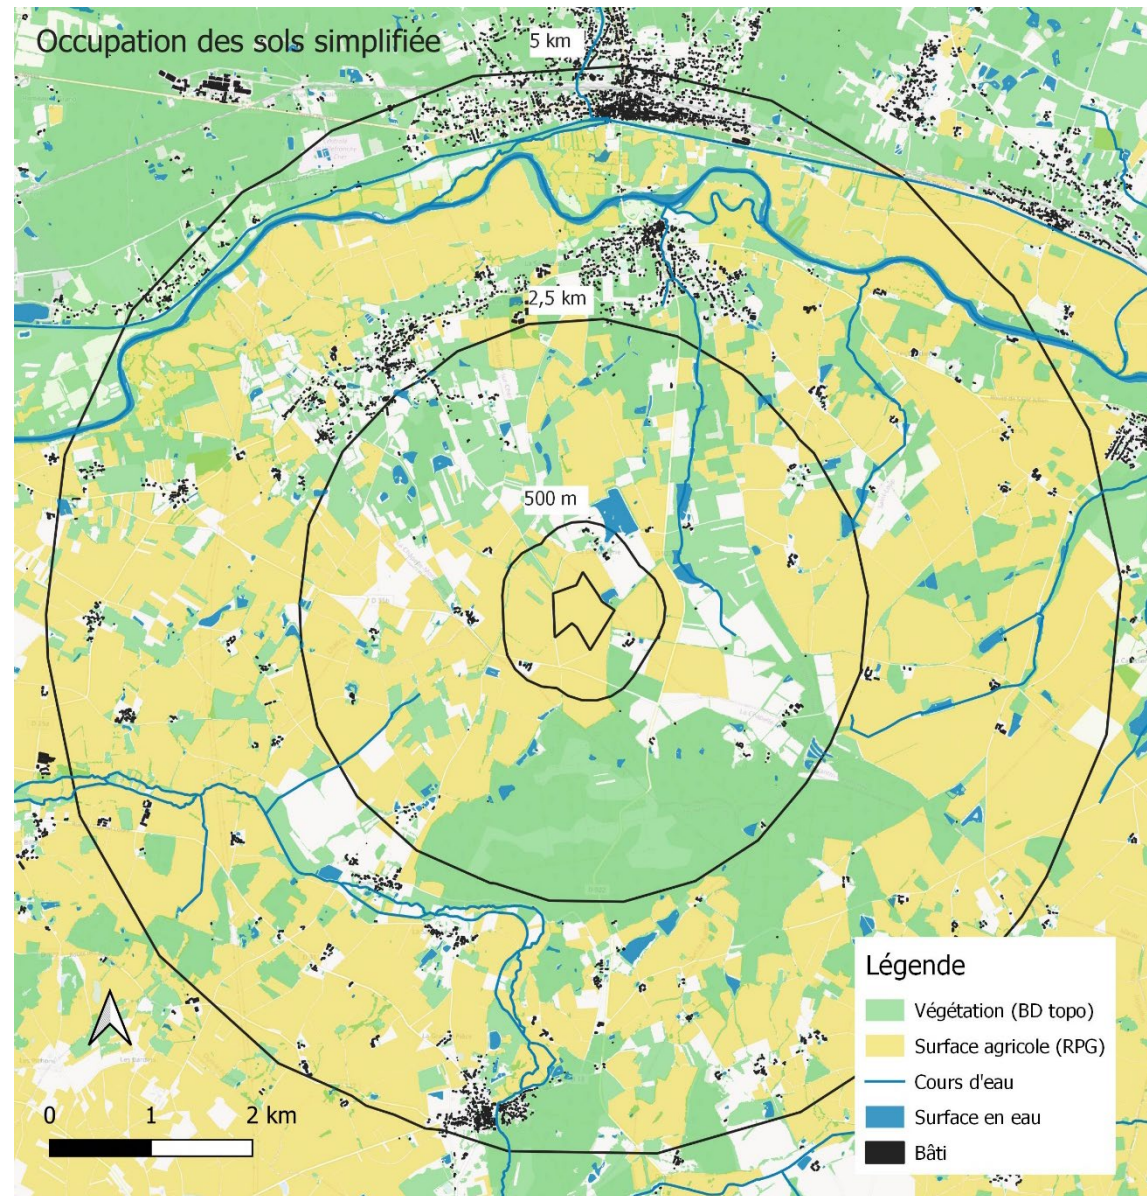 Occupation des sols simplifiée
5 km
2,5 km
500 m
Légende
Végétation (BD topo)
Surface agricole (RPG)
Cours d'eau
Surface en eau
Bâti
0 1 2 km